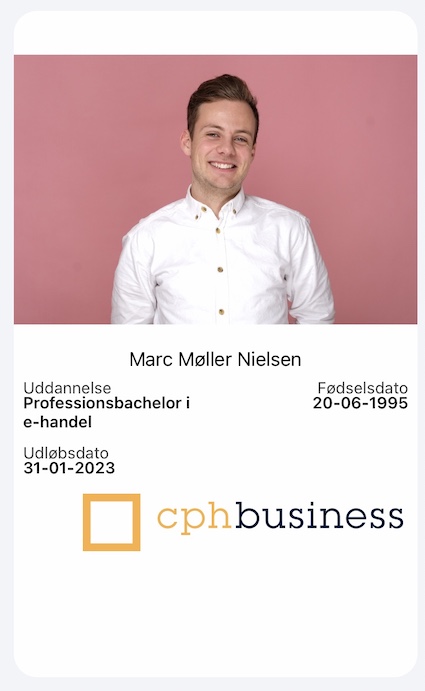 Marc Møller Nielsen
Uddannelse
Professionsbachelor i
e-handel
Fødselsdato
20-06-1995
Udløbsdato
31-01-2023
cphbusiness